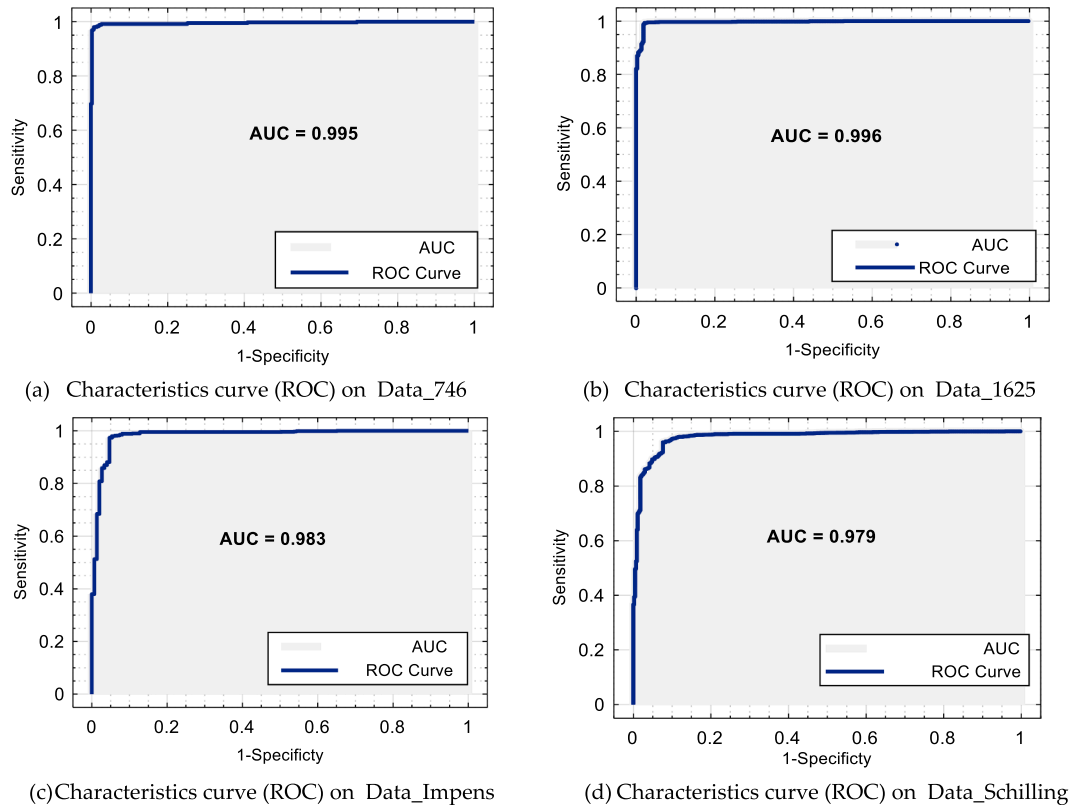 1
0.8
0.6
0.4
0.2
0
Sensitivity
AUC = 0.995
AUC
ROC Curve
0 0.2 0.4 0.6 0.8 1
1-Specificity
(a) Characteristics curve (ROC) on Data_746
1
0.8
0.6
0.4
0.2
0
Sensitivity
AUC = 0.996
AUC
ROC Curve
0 0.2 0.4 0.6 0.8 1
1-Specificity
(b) Characteristics curve (ROC) on Data_1625
1
0.8
0.6
0.4
0.2
0
Sensitivity
AUC = 0.983
AUC
ROC Curve
0 0.2 0.4 0.6 0.8 1
1-Specificty
(c) Characteristics curve (ROC) on Data_Impens
1
0.8
0.6
0.4
0.2
0
Sensitivity
AUC = 0.979
AUC
ROC Curve
0 0.2 0.4 0.6 0.8 1
1-Specificty
(d) Characteristics curve (ROC) on Data_Schilling